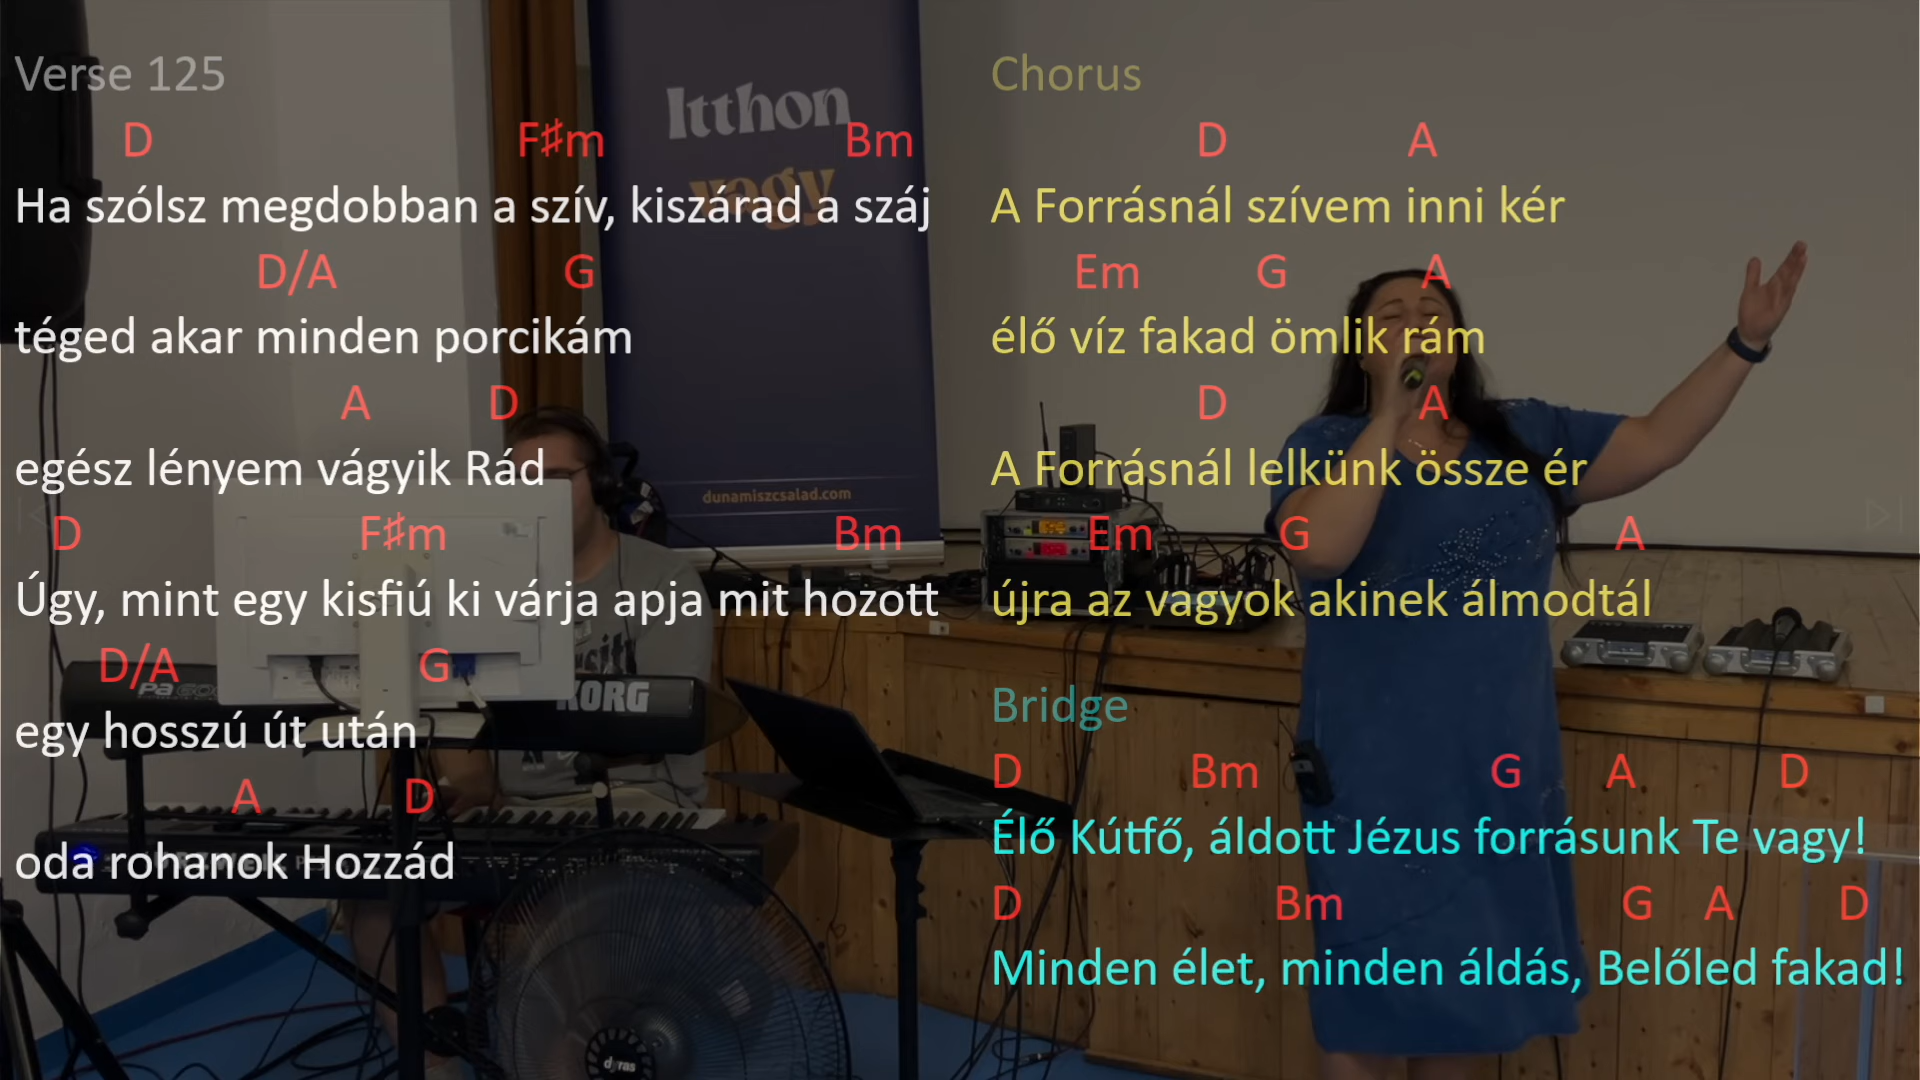 Verse 125
D F♯m Bm
Ha szólsz megdobban a szív, kiszárad a száj
D/A G
téged akar minden porcikám
A D
egész lényem vágyik Rád
D F♯m Bm
Úgy, mint egy kisfiú ki várja apja mit hozott
D/A G
egy hosszú út után
A D
oda rohanok Hozzád
Chorus
D A
A Forrásnál szívem inni kér
Em G A
élő víz fakad ömlik rám
D A
A Forrásnál lelkünk össze ér
Em G A
újra az vagyok akinek álmodtál
Bridge
D Bm G A D
Élő Kútfő, áldott Jézus forrásunk Te vagy!
D Bm G A D
Minden élet, minden áldás, Belőled fakad!
Itthon
vagy
dunamiszcsalad.com
KORG
dyras